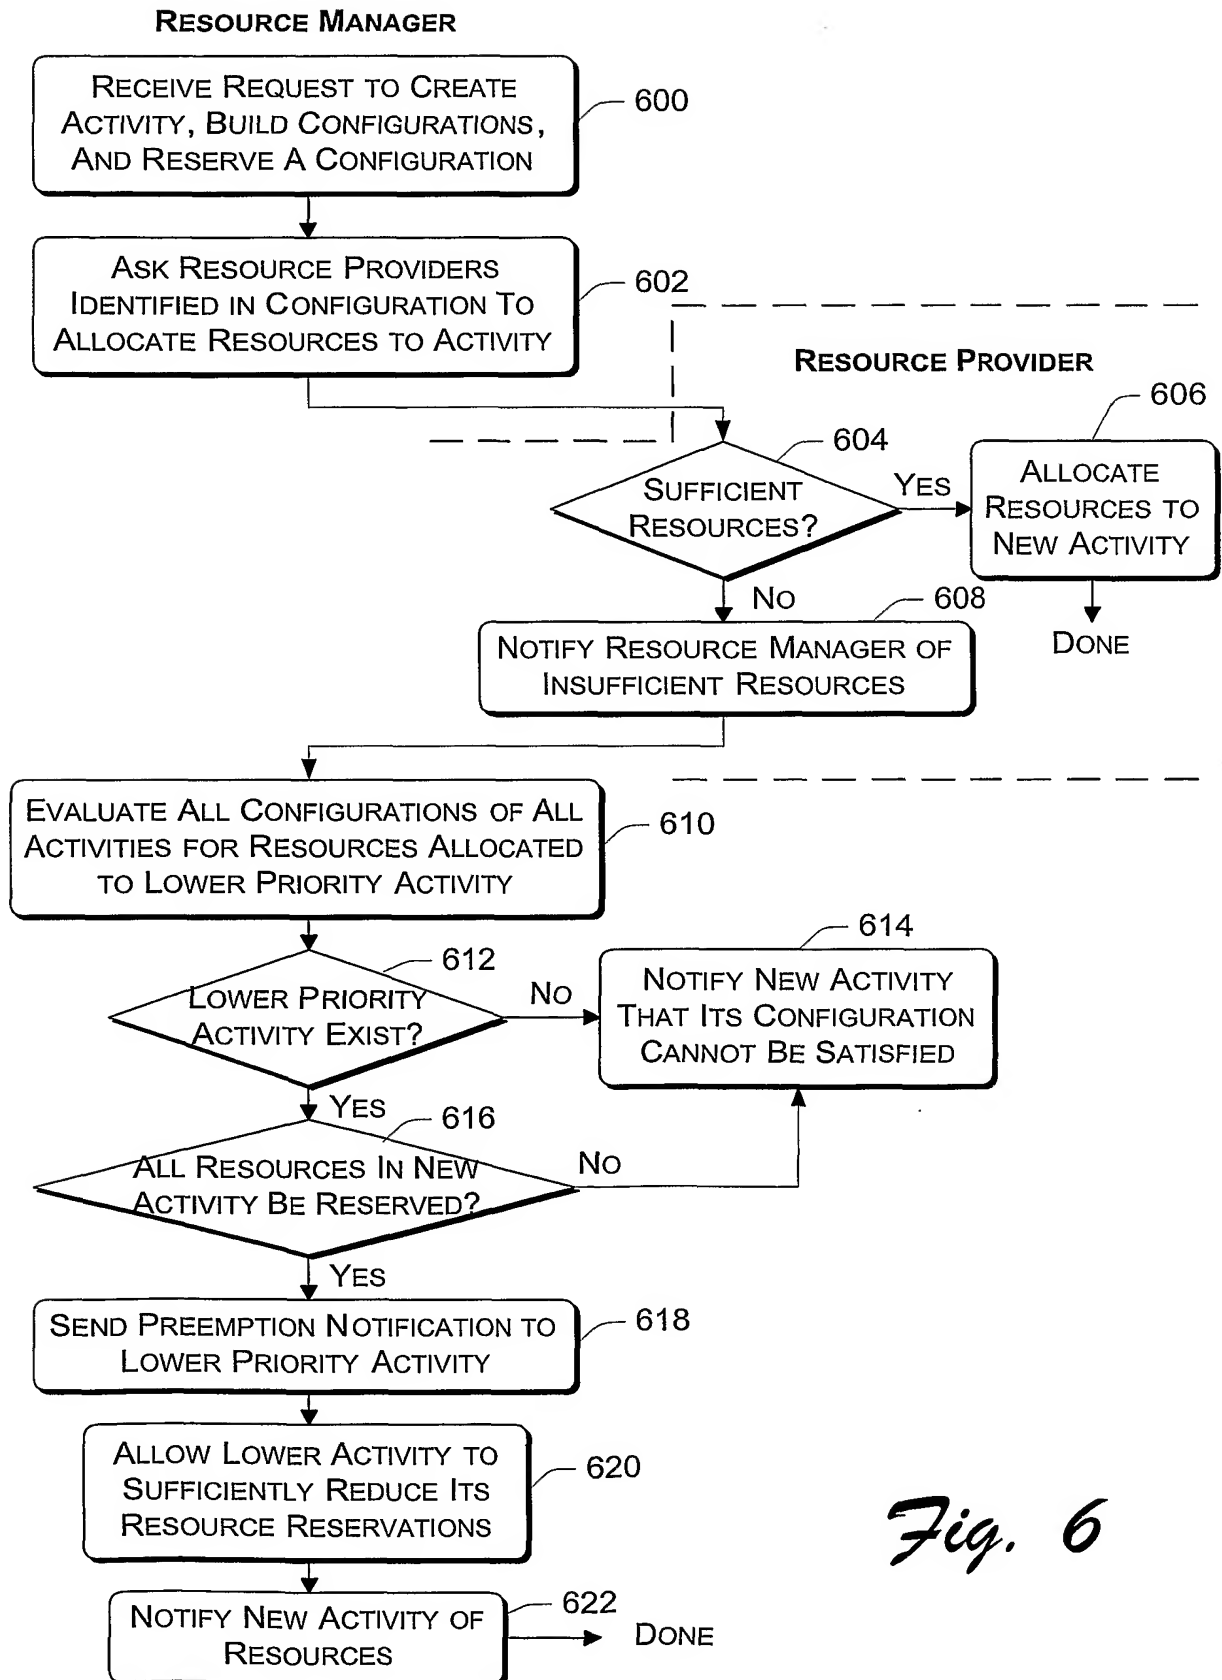 RESOURCE MANAGER
RECEIVE REQUEST TO CREATE
ACTIVITY, BUILD CONFIGURATIONS,
AND RESERVE A CONFIGURATION
600
ASK RESOURCE PROVIDERS
IDENTIFIED IN CONFIGURATION TO
ALLOCATE RESOURCES TO ACTIVITY
602
RESOURCE PROVIDER
604
SUFFICIENT
RESOURCES?
YES
606
ALLOCATE
RESOURCES TO
NEW ACTIVITY
DONE
NO
608
NOTIFY RESOURCE MANAGER OF
INSUFFICIENT RESOURCES
EVALUATE ALL CONFIGURATIONS OF ALL
ACTIVITIES FOR RESOURCES ALLOCATED
TO LOWER PRIORITY ACTIVITY
610
612
LOWER PRIORITY
ACTIVITY EXIST?
NO
614
NOTIFY NEW ACTIVITY
THAT ITS CONFIGURATION
CANNOT BE SATISFIED
YES
616
ALL RESOURCES IN NEW
ACTIVITY BE RESERVED?
NO
YES
SEND PREEMPTION NOTIFICATION TO
LOWER PRIORITY ACTIVITY
618
ALLOW LOWER ACTIVITY TO
SUFFICIENTLY REDUCE ITS
RESOURCE RESERVATIONS
620
NOTIFY NEW ACTIVITY OF
RESOURCES
622
DONE
Fig. 6